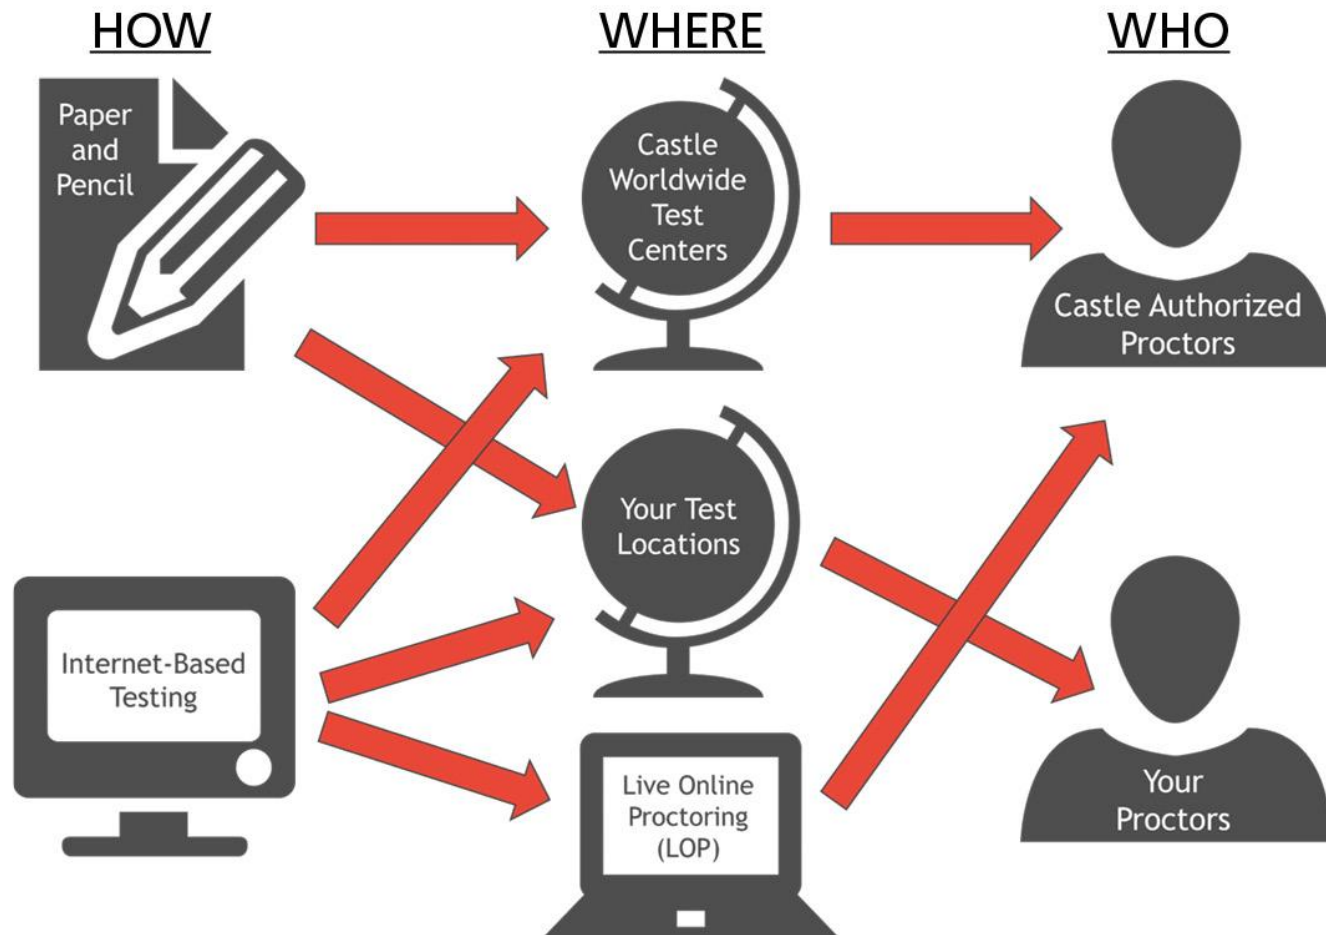 HOW
WHERE
WHO
Paper
and
Pencil
Castle
Worldwide
Test
Centers
Castle Authorized
Proctors
Your Test
Locations
Internet-Based
Testing
Live Online
Proctoring
(LOP)
Your
Proctors